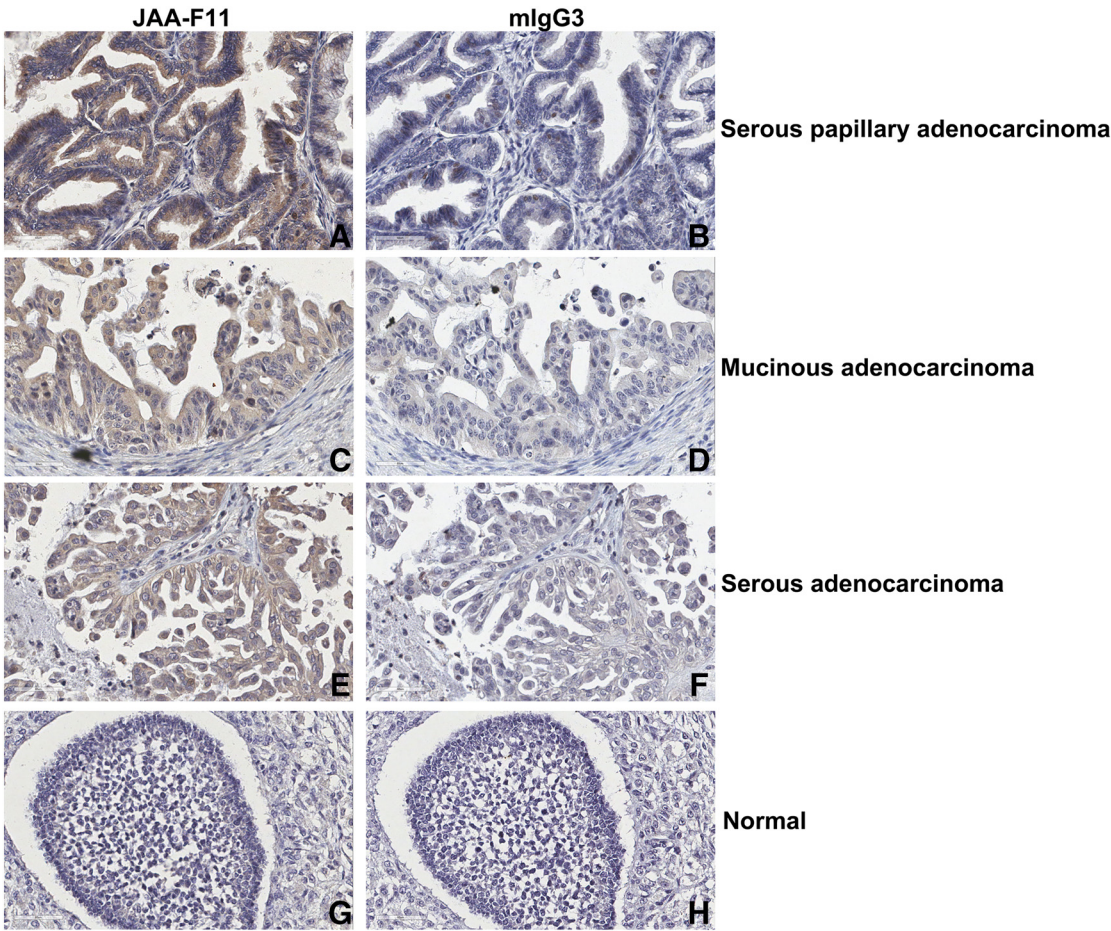 JAA-F11 mIgG3
A B Serous papillary adenocarcinoma
C D Mucinous adenocarcinoma
E F Serous adenocarcinoma
G H Normal